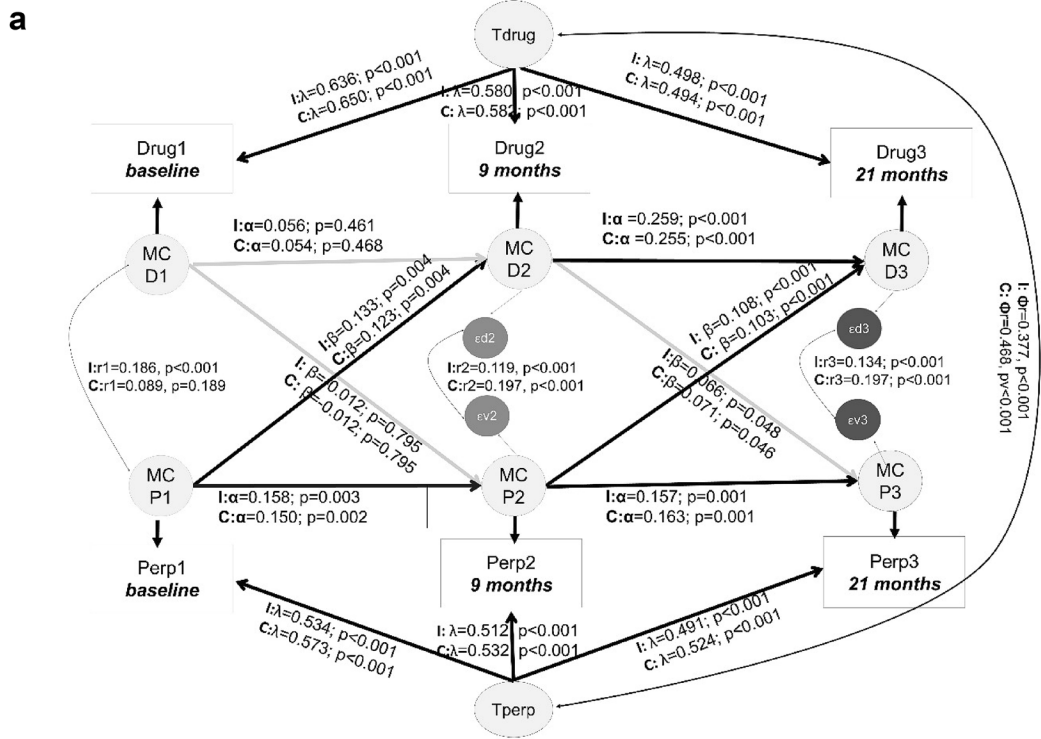 a
Tdrug
I:λ=0.636; p<0.001
C:λ=0.650; p<0.001
I: λ=0.580 p<0.001
C: λ=0.582 p<0.001
I: λ=0.498; p<0.001
C: λ=0.494; p<0.001
Drug1
baseline
Drug2
9 months
Drug3
21 months
I:α=0.056; p=0.461
C:α=0.054; p=0.468
I:α =0.259; p<0.001
C:α =0.255; p<0.001
MC
D1
MC
D2
MC
D3
I:β=0.133; p=0.004
C:β=0.123; p=0.004
I: β=0.108; p<0.001
C: β=0.103; p<0.001
εd2
εd3
I:r1=0.186, p<0.001
C:r1=0.089, p=0.189
I:r2=0.119, p<0.001
C:r2=0.197, p<0.001
I:r3=0.134, p<0.001
C:r3=0.197, p<0.001
I: Φr=0.377, p<0.001
C: Φr=0.468, pv<0.001
I: β=-0.012; p=0.795
C: β=-0.012; p=0.795
I:β=0.066; p=0.048
C:β=0.071; p=0.046
εv2
εv3
MC
P1
MC
P2
MC
P3
I:α=0.158; p=0.003
C:α=0.150; p=0.002
I:α=0.157; p=0.001
C:α=0.163; p=0.001
Perp1
baseline
Perp2
9 months
Perp3
21 months
I:λ=0.534; p<0.001
C:λ=0.573; p<0.001
I: λ=0.512 p<0.001
C: λ=0.532 p<0.001
I: λ=0.491; p<0.001
C: λ=0.524; p<0.001
Tperp